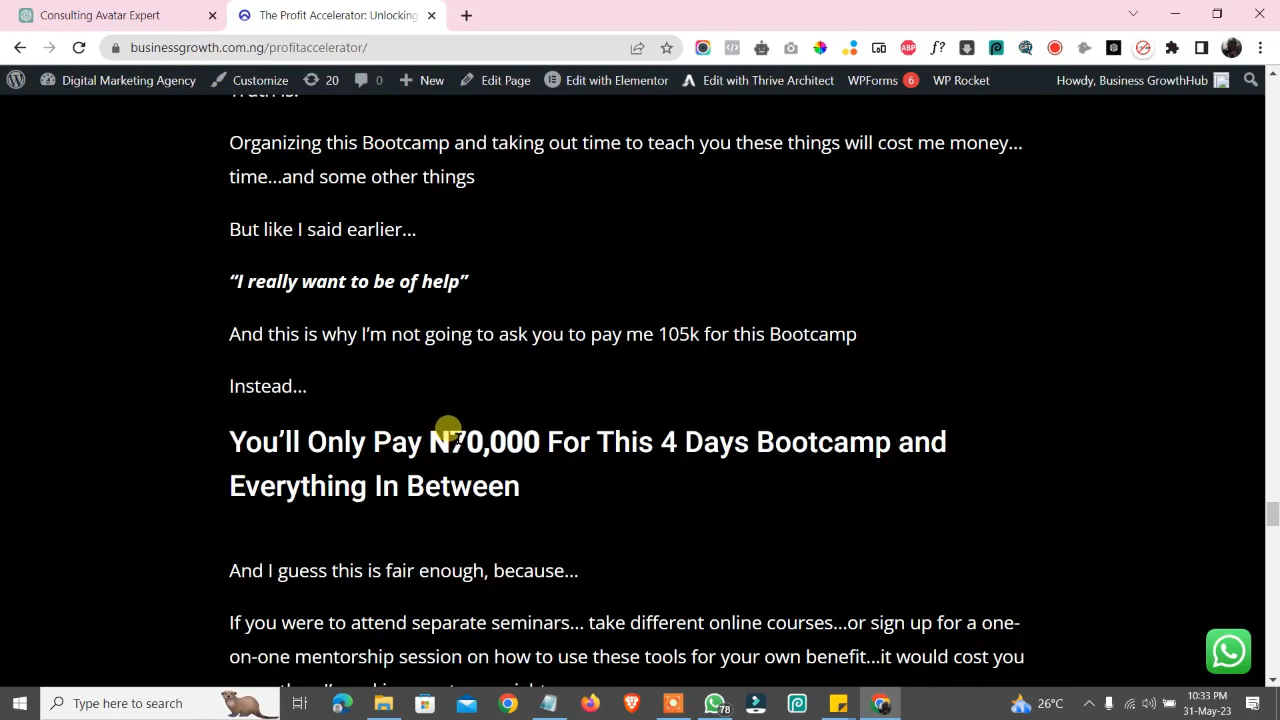 Consulting Avatar Expert
The Profit Accelerator: Unlocking
businessgrowth.com.ng/profitaccelerator/
ABP
f?
Digital Marketing Agency
Customize
20
0
New
Edit Page
Edit with Elementor
Edit with Thrive Architect
WPForms 6
WP Rocket
Howdy, Business GrowthHub
Truth is:
Organizing this Bootcamp and taking out time to teach you these things will cost me money…
time…and some other things
But like I said earlier…
“I really want to be of help”
And this is why I’m not going to ask you to pay me 105k for this Bootcamp
Instead…
You’ll Only Pay N70,000 For This 4 Days Bootcamp and
Everything In Between
And I guess this is fair enough, because…
If you were to attend separate seminars… take different online courses…or sign up for a one-
on-one mentorship session on how to use these tools for your own benefit…it would cost you
Type here to search
78
26°C
10:33 PM
31-May-23